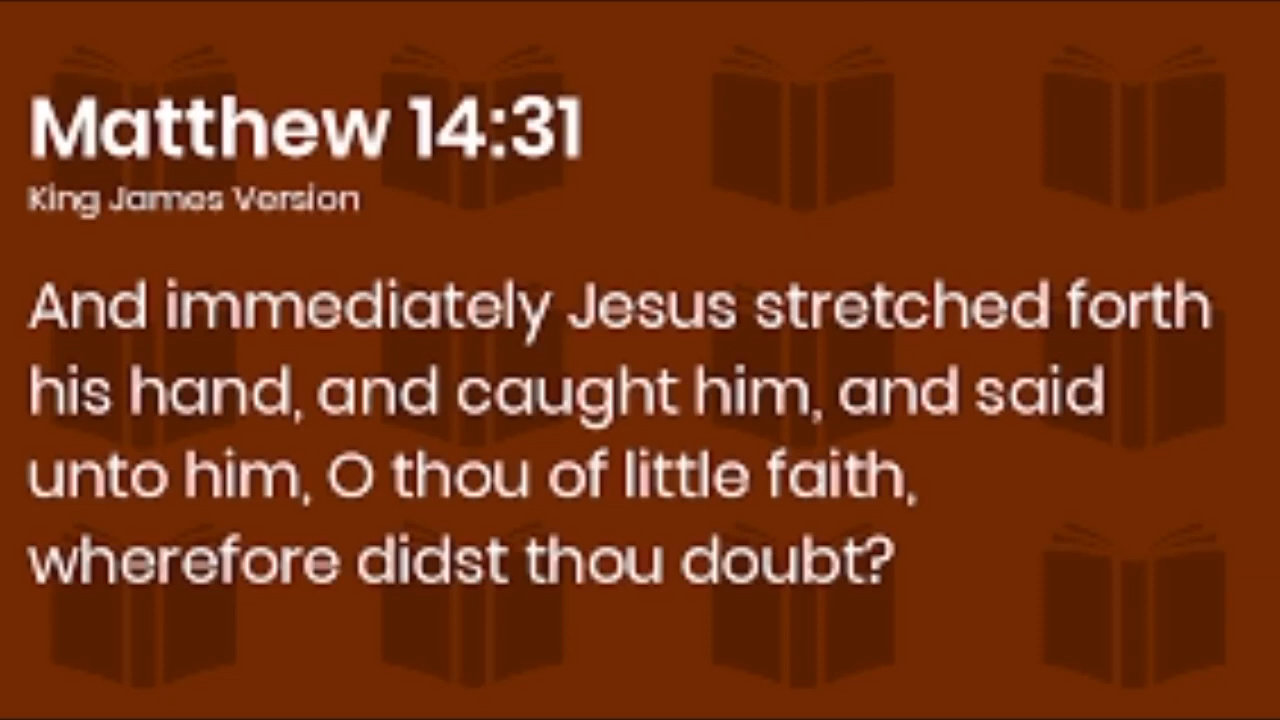 Matthew 14:31
King James Version
And immediately Jesus stretched forth
his hand, and caught him, and said
unto him, O thou of little faith,
wherefore didst thou doubt?